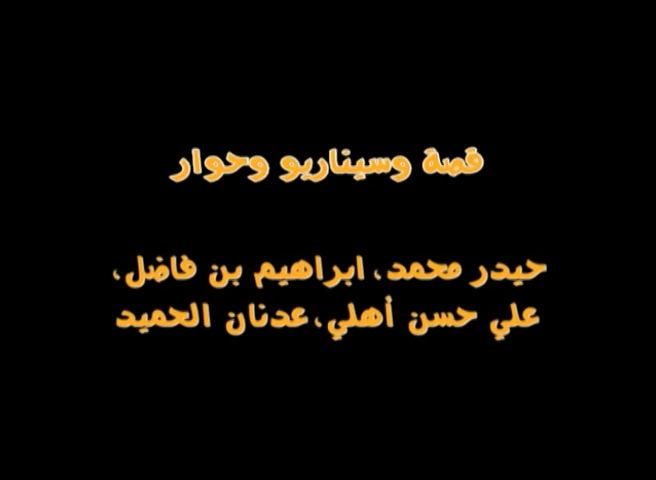 قصة وسيناريو وحوار
حيدر محمد، ابراهيم بن فاضل،
علي حسن أهلي،عدنان الحميد